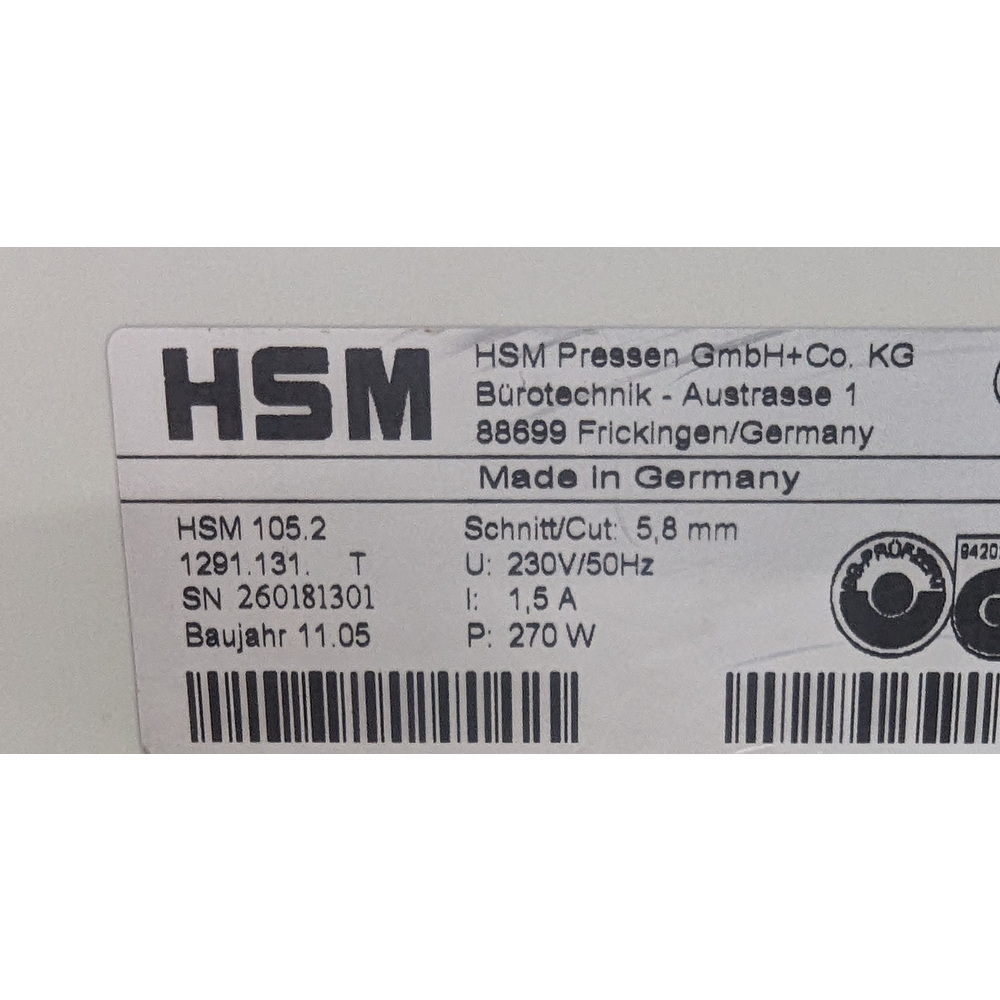 HSM
HSM Pressen GmbH+Co. KG
Bürotechnik - Austrasse 1
88699 Frickingen/Germany
Made in Germany
HSM 105.2
1291.131. T
SN 260181301
Baujahr 11.05
Schnitt/Cut: 5,8 mm
U: 230V/50Hz
I: 1,5 A
P: 270 W